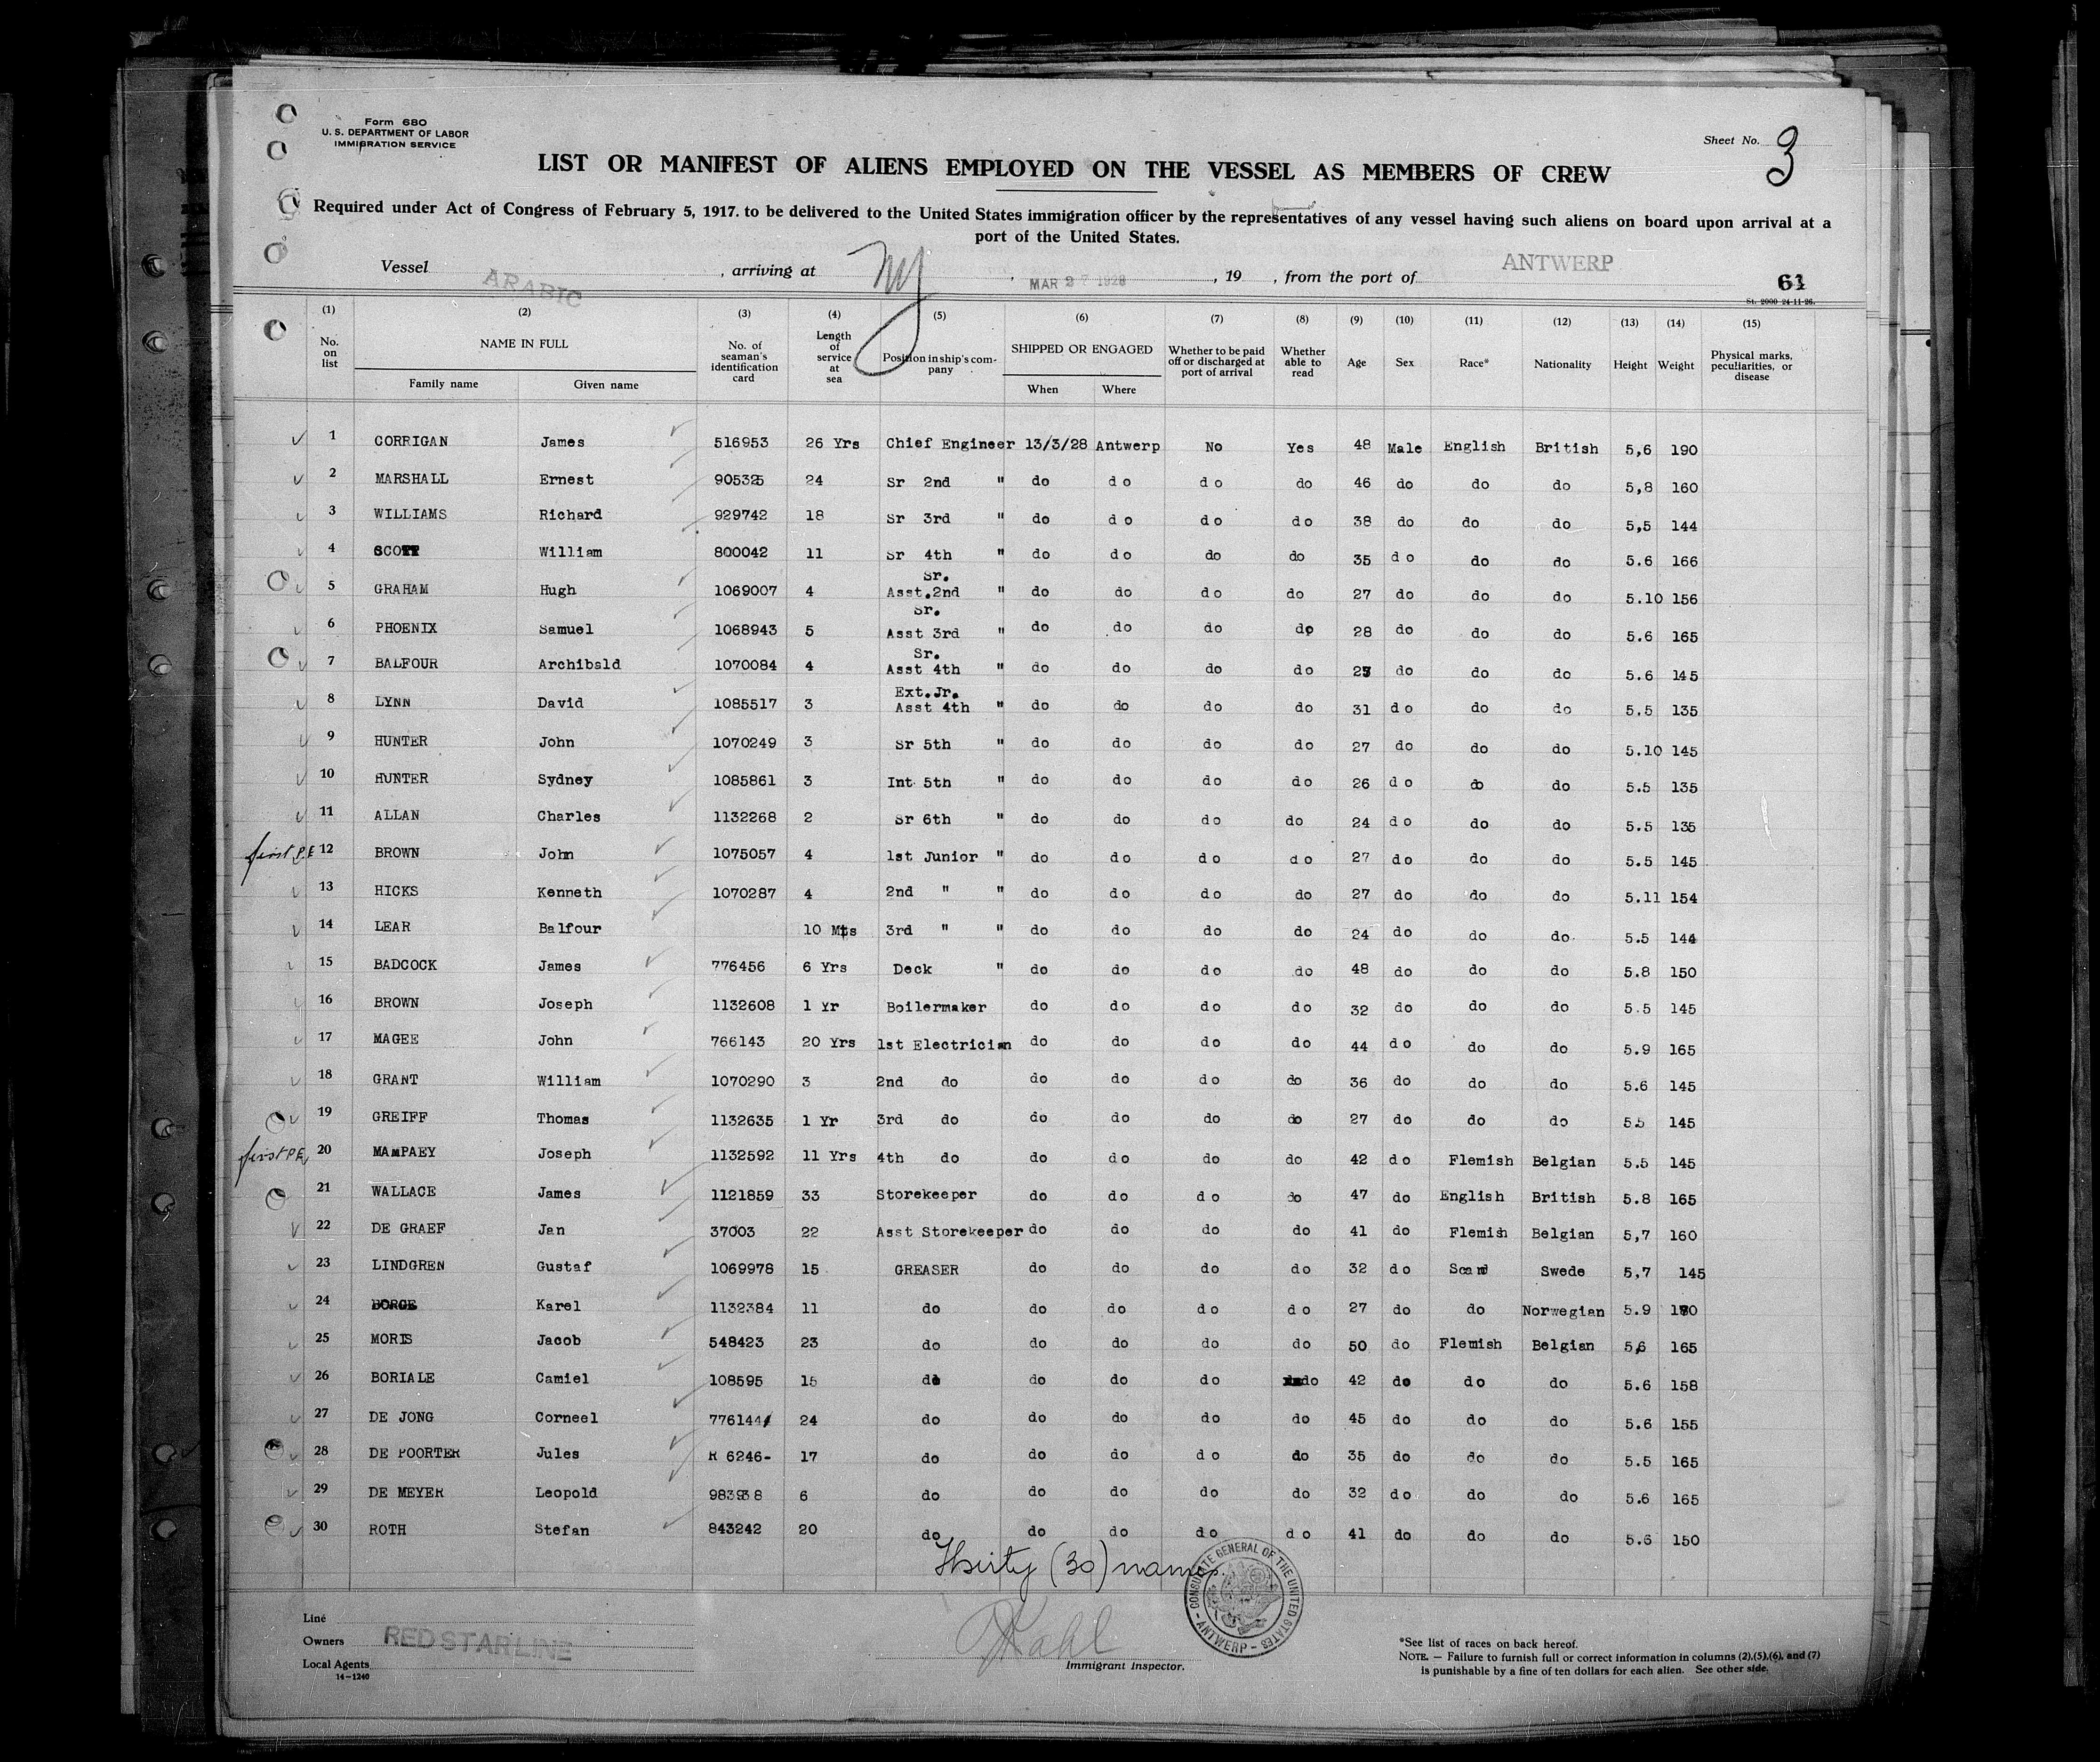 Form 680
U. S. DEPARTMENT OF LABOR
IMMIGRATION SERVICE
Sheet No. 3
LIST OR MANIFEST OF ALIENS EMPLOYED ON THE VESSEL AS MEMBERS OF CREW
Required under Act of Congress of February 5, 1917. to be delivered to the United States immigration officer by the representatives of any vessel having such aliens on board upon arrival at a
port of the United States.
Vessel ARABIC , arriving at NY , MAR 27 1928 , 19 , from the port of ANTWERP
61
St. 2000 24-11-26.
(1) (2) (3) (4) (5) (6) (7) (8) (9) (10) (11) (12) (13) (14) (15)
No. on list NAME IN FULL Family name Given name No. of seaman's identification card Length of service at sea Position in ship's company SHIPPED OR ENGAGED When Where Whether to be paid off or discharged at port of arrival Whether able to read Age Sex Race* Nationality Height Weight Physical marks, peculiarities, or disease
1 CORRIGAN James 516953 26 Yrs Chief Engineer 13/3/28 Antwerp No Yes 48 Male English British 5,6 190
2 MARSHALL Ernest 905325 24 Sr 2nd " do do do do 46 do do do 5,8 160
3 WILLIAMS Richard 929742 18 Sr 3rd " do do do do 38 do do do 5,5 144
4 SCOTT William 800042 11 Sr 4th " do do do do 35 do do do 5.6 166
5 GRAHAM Hugh 1069007 4 Sr. Asst.2nd " do do do do 27 do do do 5.10 156
6 PHOENIX Samuel 1068943 5 Sr. Asst 3rd " do do do do 28 do do do 5.6 165
7 BALFOUR Archibald 1070084 4 Sr. Asst 4th " do do do do do do do 5.6 145
8 LYNN David 1085517 3 Ext.Jr. Asst 4th " do do do do 31 do do do 5.5 135
9 HUNTER John 1070249 3 Sr 5th " do do do do 27 do do do 5.10 145
10 HUNTER Sydney 1085861 3 Int 5th " do do do do 26 do do do 5.5 135
11 ALLAN Charles 1132268 2 Sr 6th " do do do do 24 do do do 5.5 135
first P.E 12 BROWN John 1075057 4 1st Junior " do do do do 27 do do do 5.5 145
13 HICKS Kenneth 1070287 4 2nd " " do do do do 27 do do do 5.11 154
14 LEAR Balfour 10 Mts 3rd " " do do do do 24 do do do 5.5 144
15 BADCOCK James 776456 6 Yrs Deck " do do do do 48 do do do 5.8 150
16 BROWN Joseph 1132608 1 Yr Boilermaker do do do do 32 do do do 5.5 145
17 MAGEE John 766143 20 Yrs 1st Electrician do do do do 44 do do do 5.9 165
18 GRANT William 1070290 3 2nd do do do do do 36 do do do 5.6 145
19 GREIFF Thomas 1132635 1 Yr 3rd do do do do do 27 do do do 5.5 145
first P.E, 20 MAMPAEY Joseph 1132592 11 Yrs 4th do do do do do 42 do Flemish Belgian 5.5 145
21 WALLACE James 1121859 33 Storekeeper do do do do 47 do English British 5.8 165
22 DE GRAEF Jan 37003 22 Asst Storekeeper do do do do 41 do Flemish Belgian 5,7 160
23 LINDGREN Gustaf 1069978 15 GREASER do do do do 32 do Scand Swede 5,7 145
24 BORGE Karel 1132384 11 do do do do do 27 do do Norwegian 5.9
25 MORIS Jacob 548423 23 do do do do do 50 do Flemish Belgian 5,6 165
26 BORIALE Camiel 108595 15 do do do do do 42 do do do 5.6 158
27 DE JONG Corneel 776144 24 do do do do do 45 do do do 5.6 155
28 DE POORTER Jules R 6246- 17 do do do do do 35 do do do 5.5 165
29 DE MEYER Leopold 983938 6 do do do do do 32 do do do 5.6 165
30 ROTH Stefan 843242 20 do do do do do 41 do do do 5.6 150
Thirty (30) names.
CONSULATE GENERAL OF THE UNITED STATES - ANTWERP -
Line
Owners RED STAR LINE
Local Agents
14-1240
Kahl
Immigrant Inspector.
*See list of races on back hereof.
NOTE. — Failure to furnish full or correct information in columns (2),(5),(6), and (7)
is punishable by a fine of ten dollars for each alien. See other side.